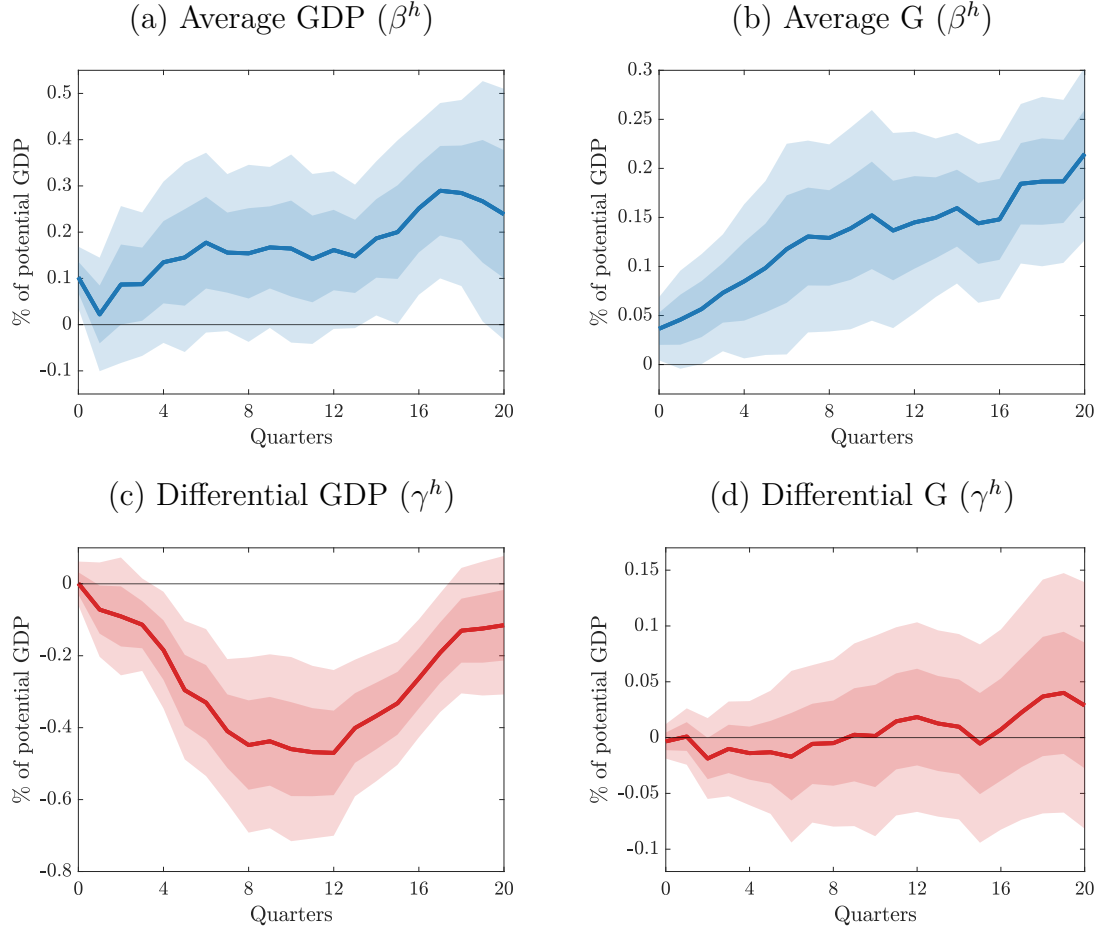 (a) Average GDP (β^h)
% of potential GDP
0.5
0.4
0.3
0.2
0.1
0
-0.1
0 4 8 12 16 20
Quarters
(b) Average G (β^h)
% of potential GDP
0.3
0.25
0.2
0.15
0.1
0.05
0
0 4 8 12 16 20
Quarters
(c) Differential GDP (γ^h)
% of potential GDP
0
-0.2
-0.4
-0.6
-0.8
0 4 8 12 16 20
Quarters
(d) Differential G (γ^h)
% of potential GDP
0.15
0.1
0.05
0
-0.05
-0.1
0 4 8 12 16 20
Quarters